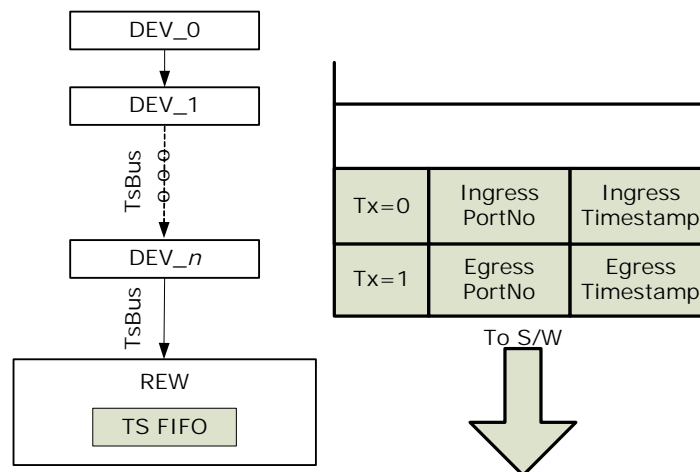 DEV_0
DEV_1
TsBus
DEV_n
TsBus
REW
TS FIFO
Tx=0
Ingress
PortNo
Ingress
Timestamp
Tx=1
Egress
PortNo
Egress
Timestamp
To S/W